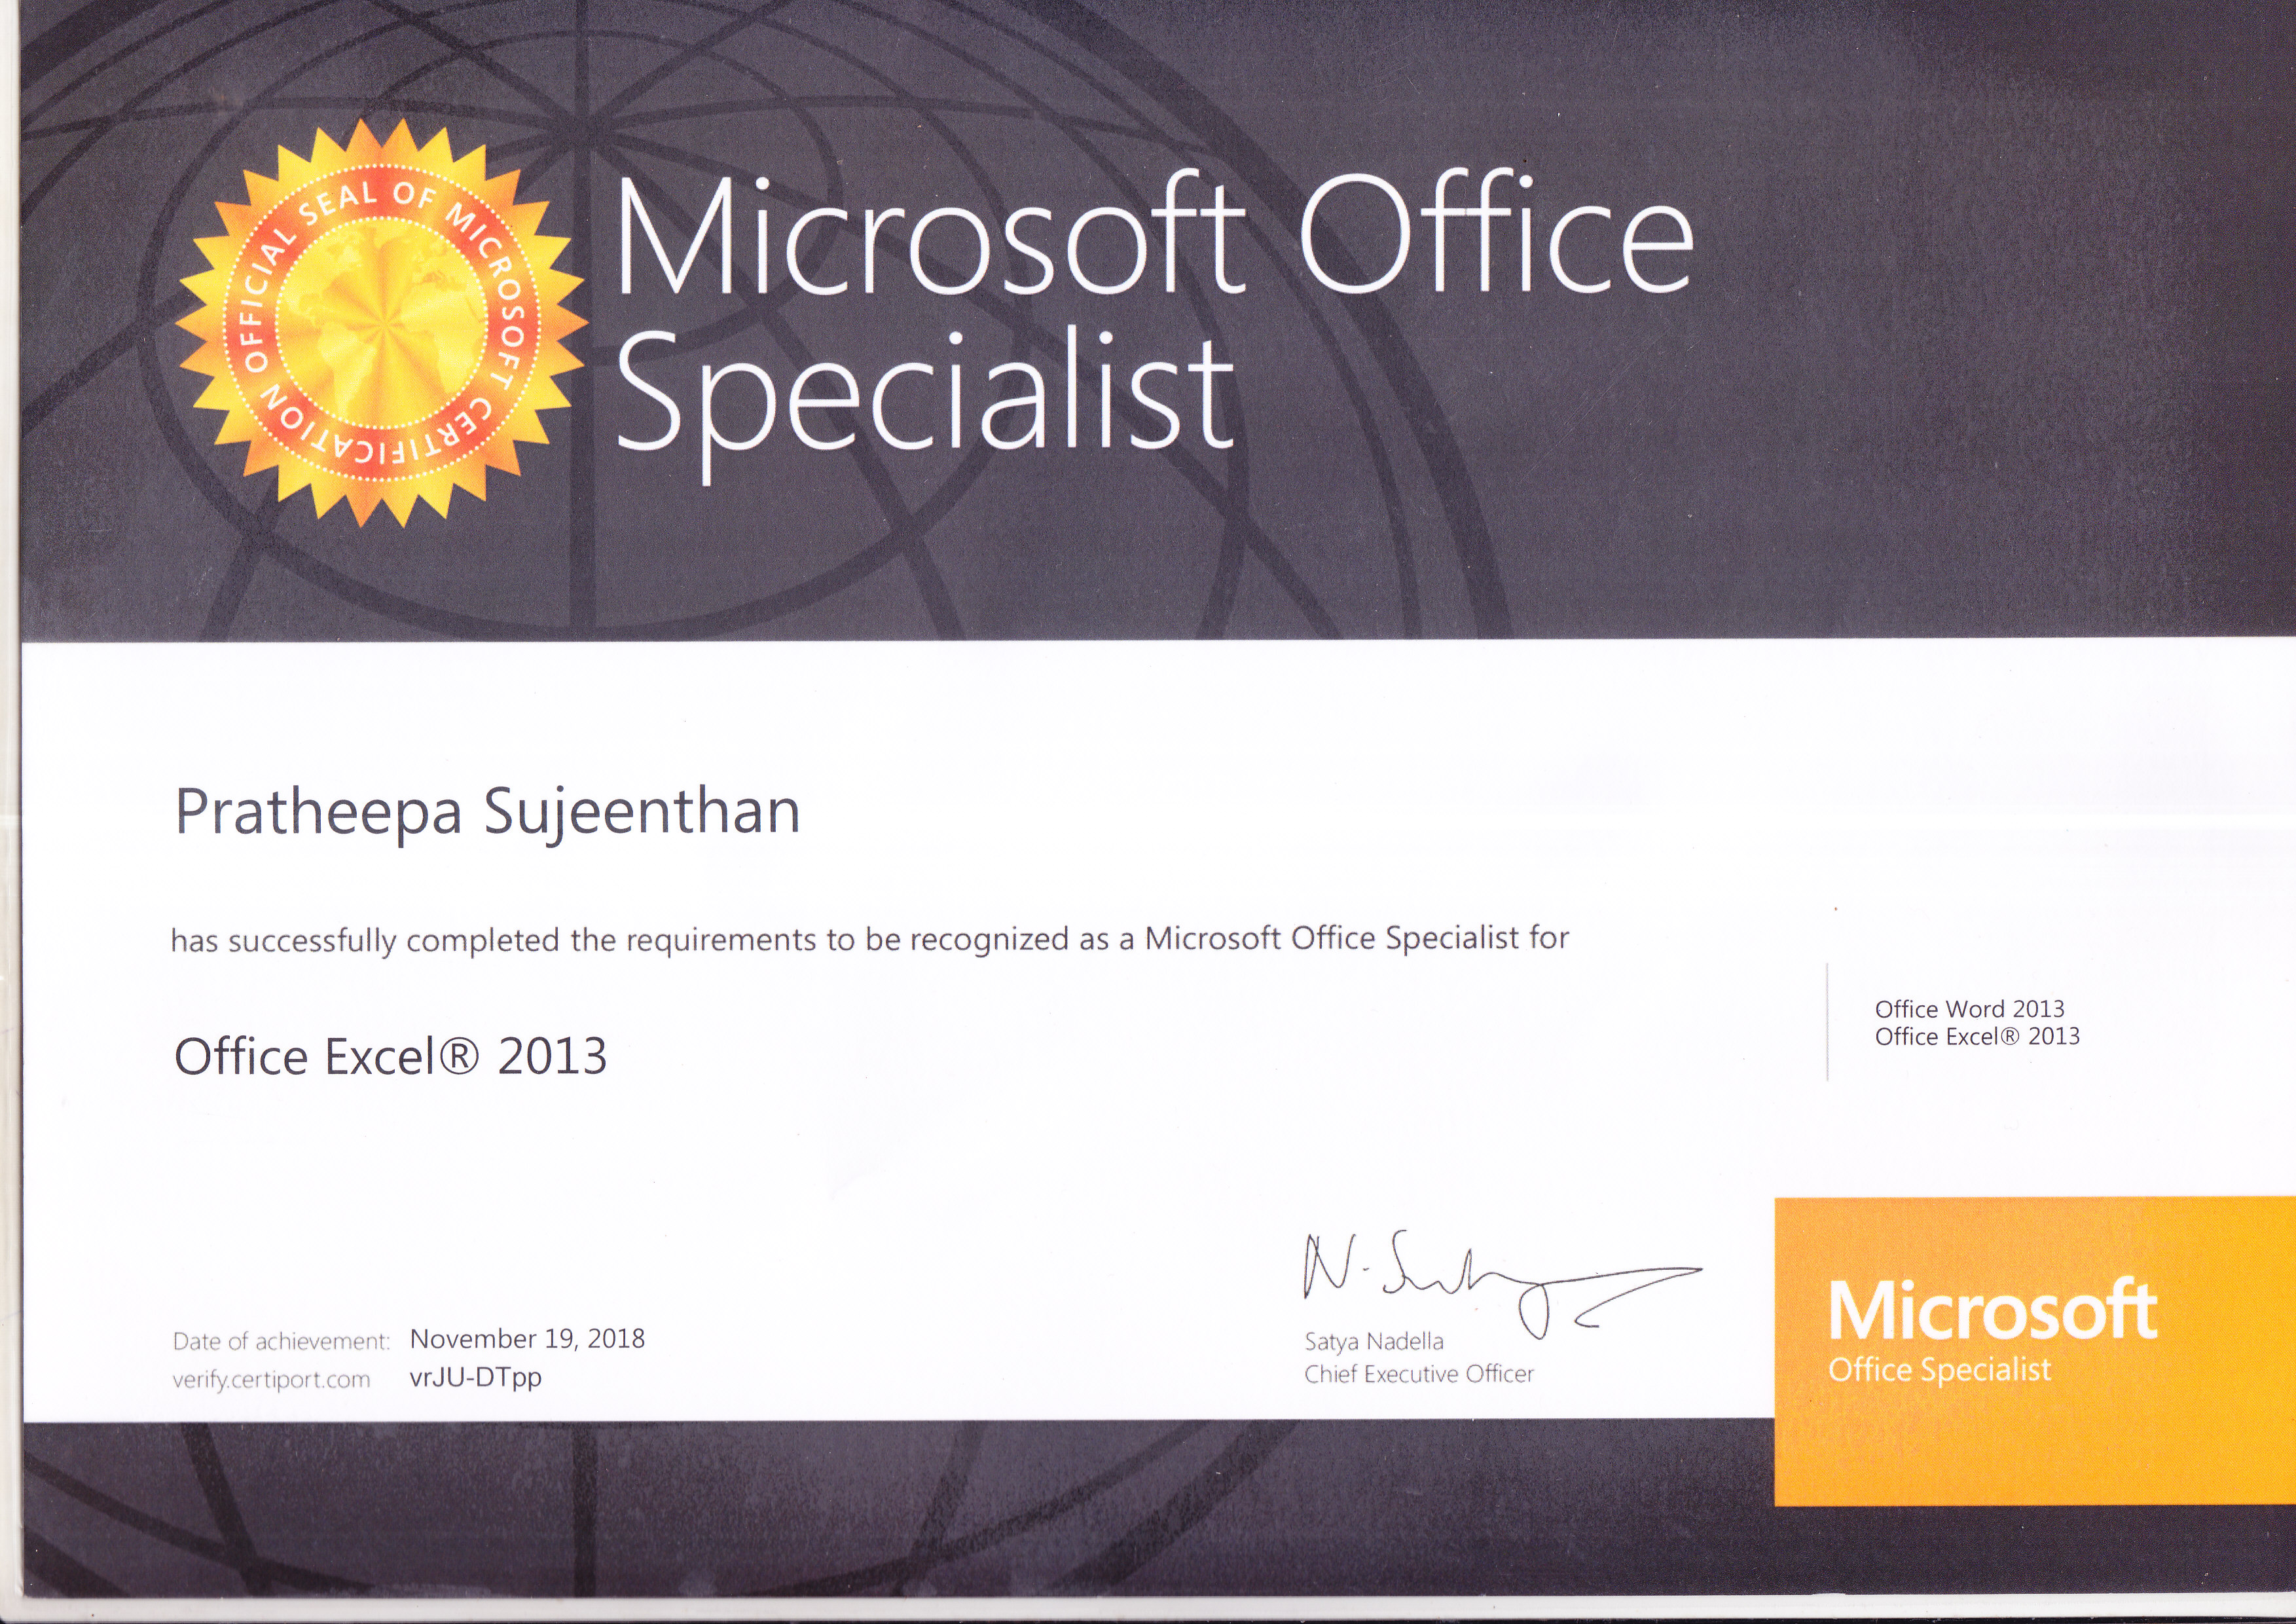 OFFICIAL SEAL OF MICROSOFT CERTIFICATION
Microsoft Office
Specialist
Pratheepa Sujeenthan
has successfully completed the requirements to be recognized as a Microsoft Office Specialist for
Office Excel® 2013
Office Word 2013
Office Excel® 2013
N. Satya
Satya Nadella
Chief Executive Officer
Date of achievement: November 19, 2018
verify.certiport.com vrJU-DTpp
Microsoft
Office Specialist